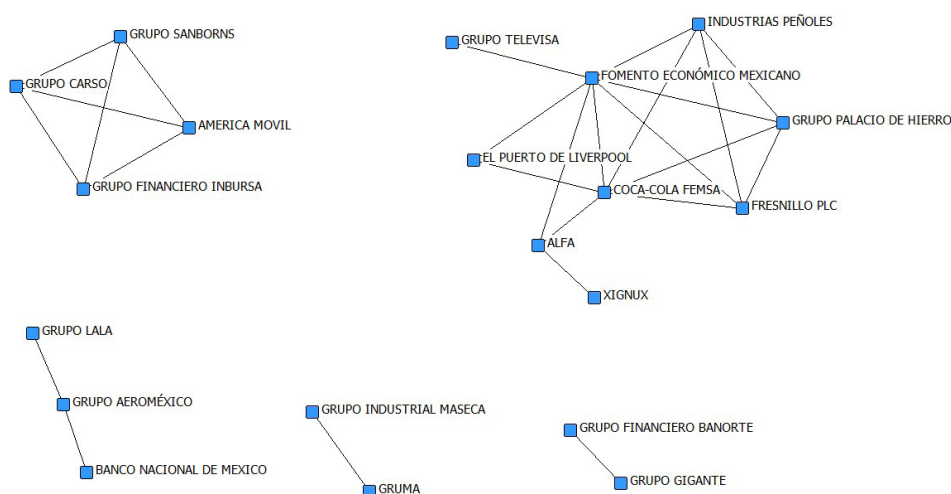 GRUPO SANBORNS
GRUPO CARSO
AMERICA MOVIL
GRUPO FINANCIERO INBURSA
INDUSTRIAS PEÑOLES
GRUPO TELEVISA
FOMENTO ECONÓMICO MEXICANO
GRUPO PALACIO DE HIERRO
EL PUERTO DE LIVERPOOL
COCA-COLA FEMSA
FRESNILLO PLC
ALFA
XIGNUX
GRUPO LALA
GRUPO AEROMÉXICO
BANCO NACIONAL DE MEXICO
GRUPO INDUSTRIAL MASECA
GRUMA
GRUPO FINANCIERO BANORTE
GRUPO GIGANTE